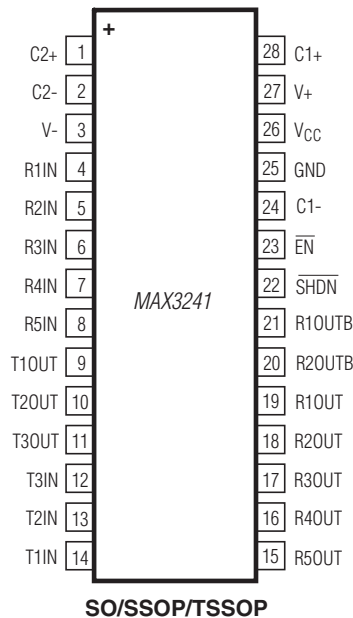 +
C2+ 1 28 C1+
C2- 2 27 V+
V- 3 26 VCC
R1IN 4 25 GND
R2IN 5 24 C1-
R3IN 6 23 E̅N̅
R4IN 7 22 S̅H̅D̅N̅
MAX3241
R5IN 8 21 R1OUTB
T1OUT 9 20 R2OUTB
T2OUT 10 19 R1OUT
T3OUT 11 18 R2OUT
T3IN 12 17 R3OUT
T2IN 13 16 R4OUT
T1IN 14 15 R5OUT
SO/SSOP/TSSOP